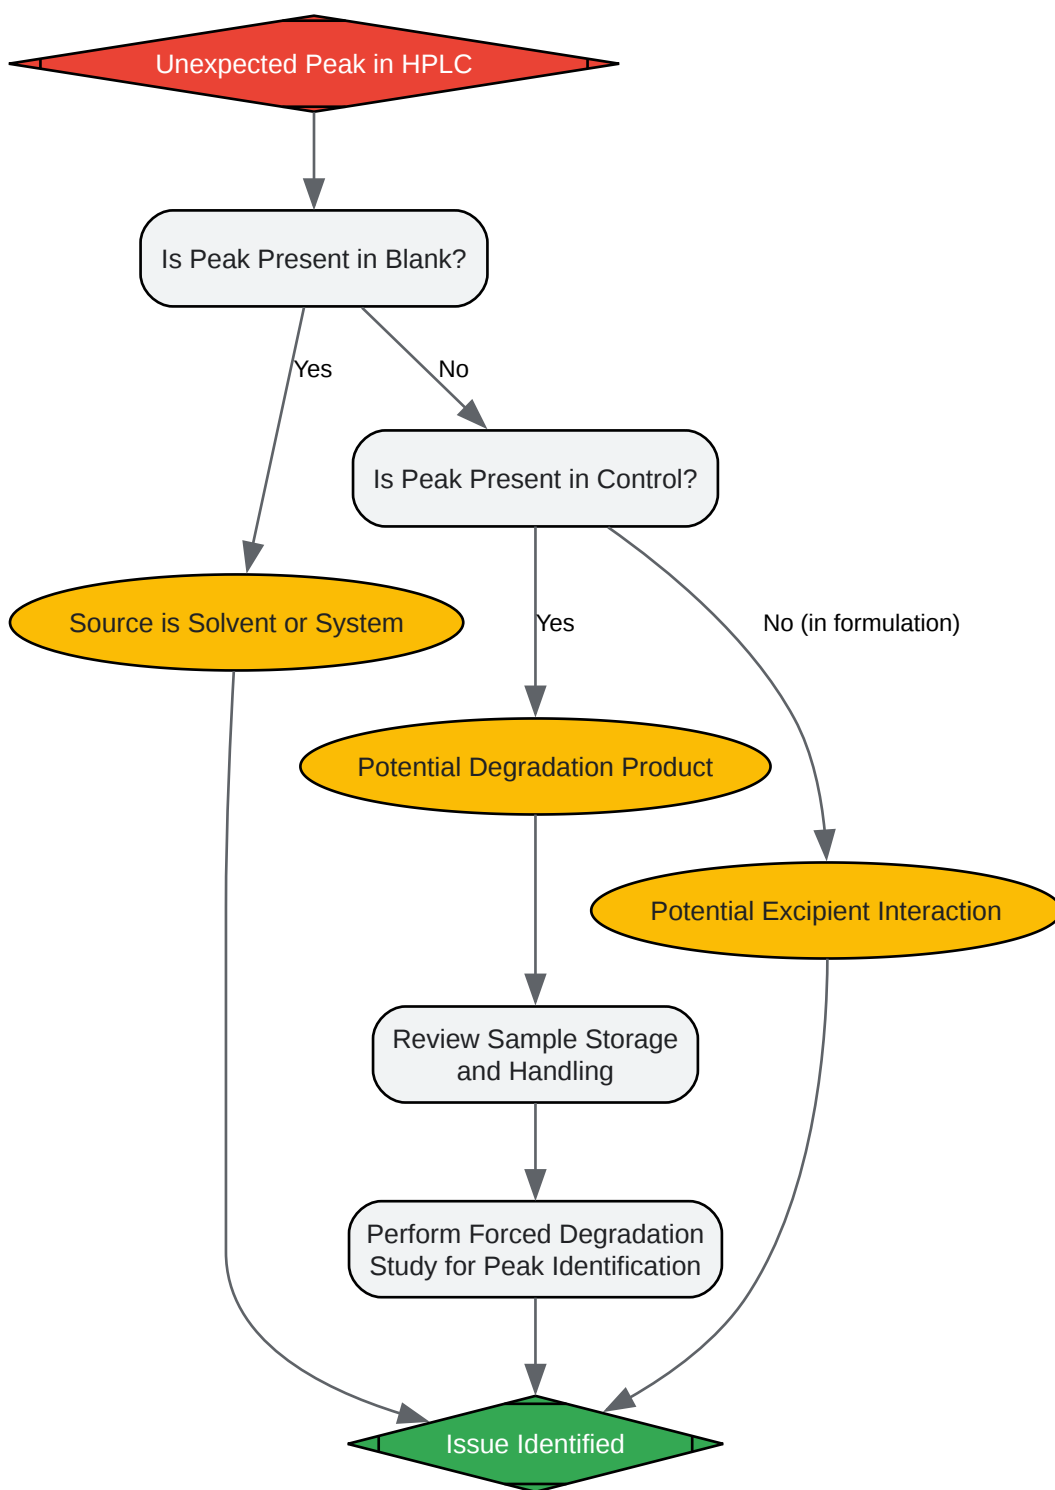 Unexpected Peak in HPLC
Is Peak Present in Blank?
Yes
No
Is Peak Present in Control?
Source is Solvent or System
Yes
No (in formulation)
Potential Degradation Product
Potential Excipient Interaction
Review Sample Storage
and Handling
Perform Forced Degradation
Study for Peak Identification
Issue Identified